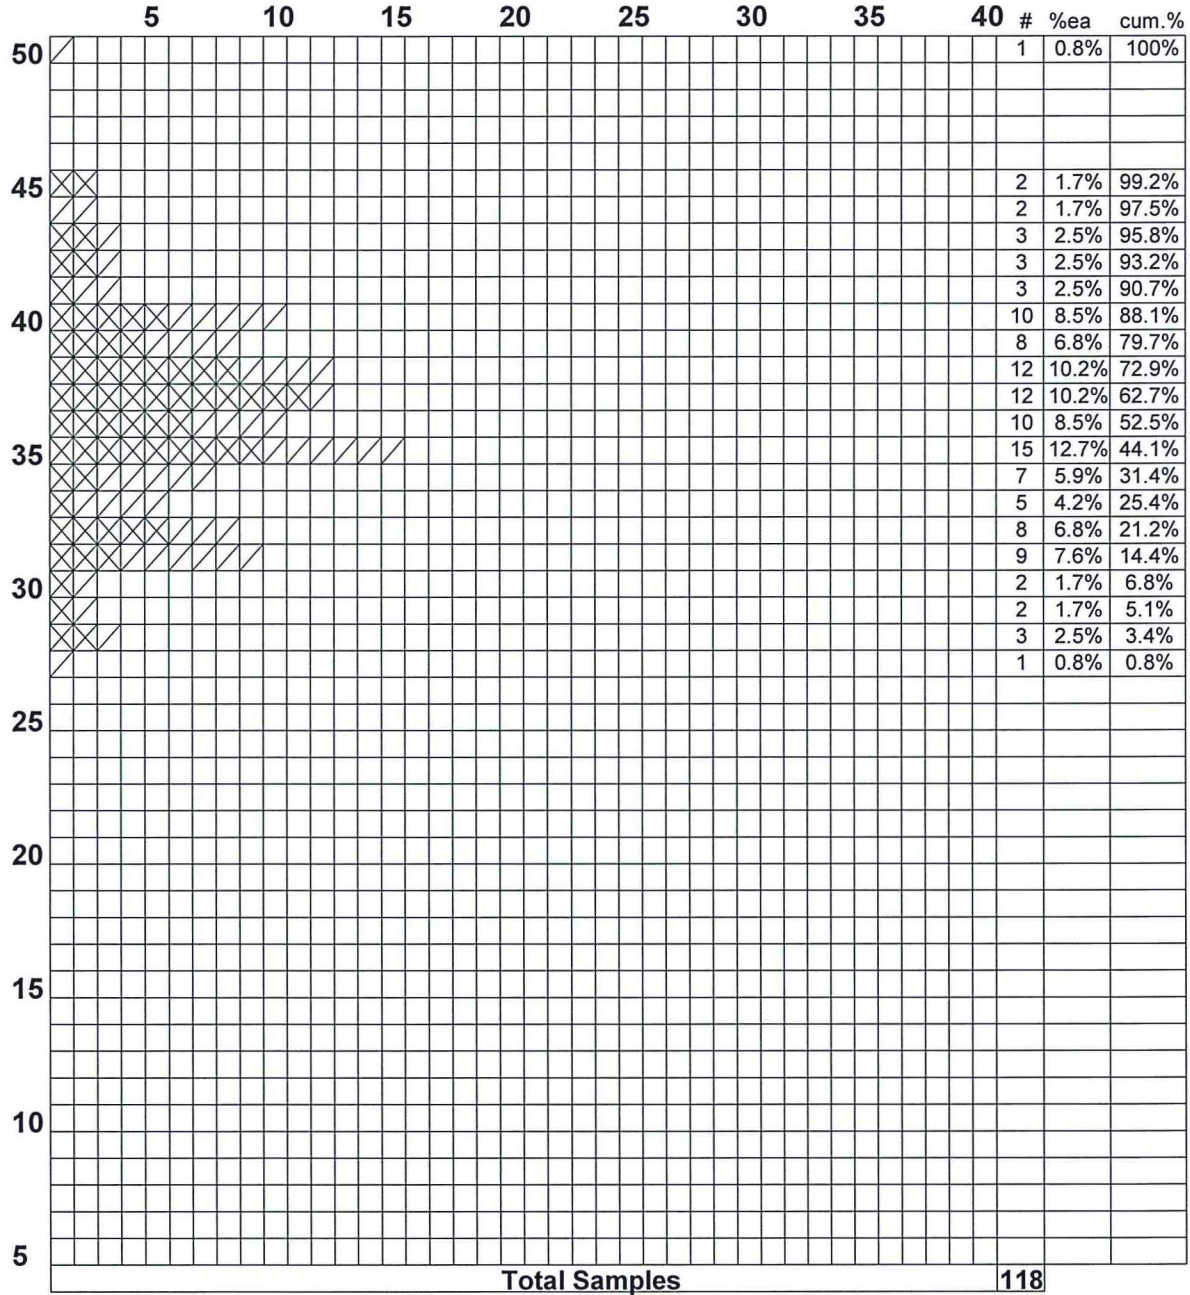 5 10 15 20 25 30 35 40 # %ea cum.%
50 1 0.8% 100%
45 2 1.7% 99.2%
2 1.7% 97.5%
3 2.5% 95.8%
3 2.5% 93.2%
3 2.5% 90.7%
40 10 8.5% 88.1%
8 6.8% 79.7%
12 10.2% 72.9%
12 10.2% 62.7%
10 8.5% 52.5%
35 15 12.7% 44.1%
7 5.9% 31.4%
5 4.2% 25.4%
8 6.8% 21.2%
9 7.6% 14.4%
30 2 1.7% 6.8%
2 1.7% 5.1%
3 2.5% 3.4%
1 0.8% 0.8%
25
20
15
10
5
Total Samples 118